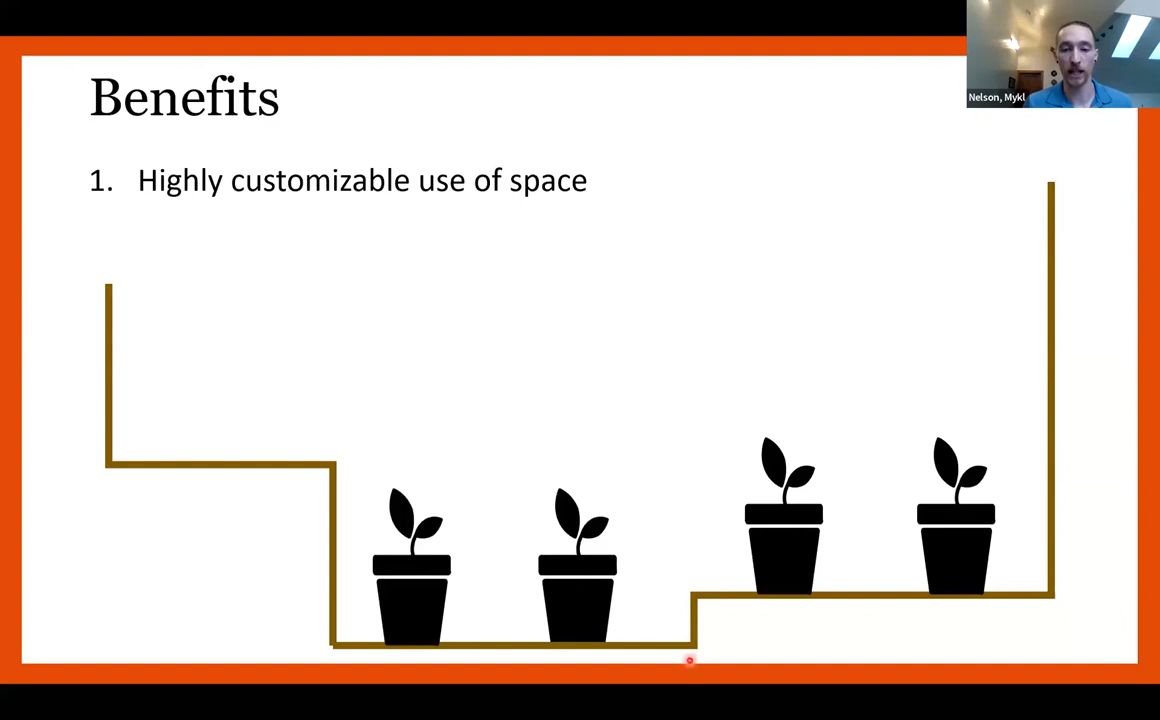 Benefits
1. Highly customizable use of space
Nelson, Mykl